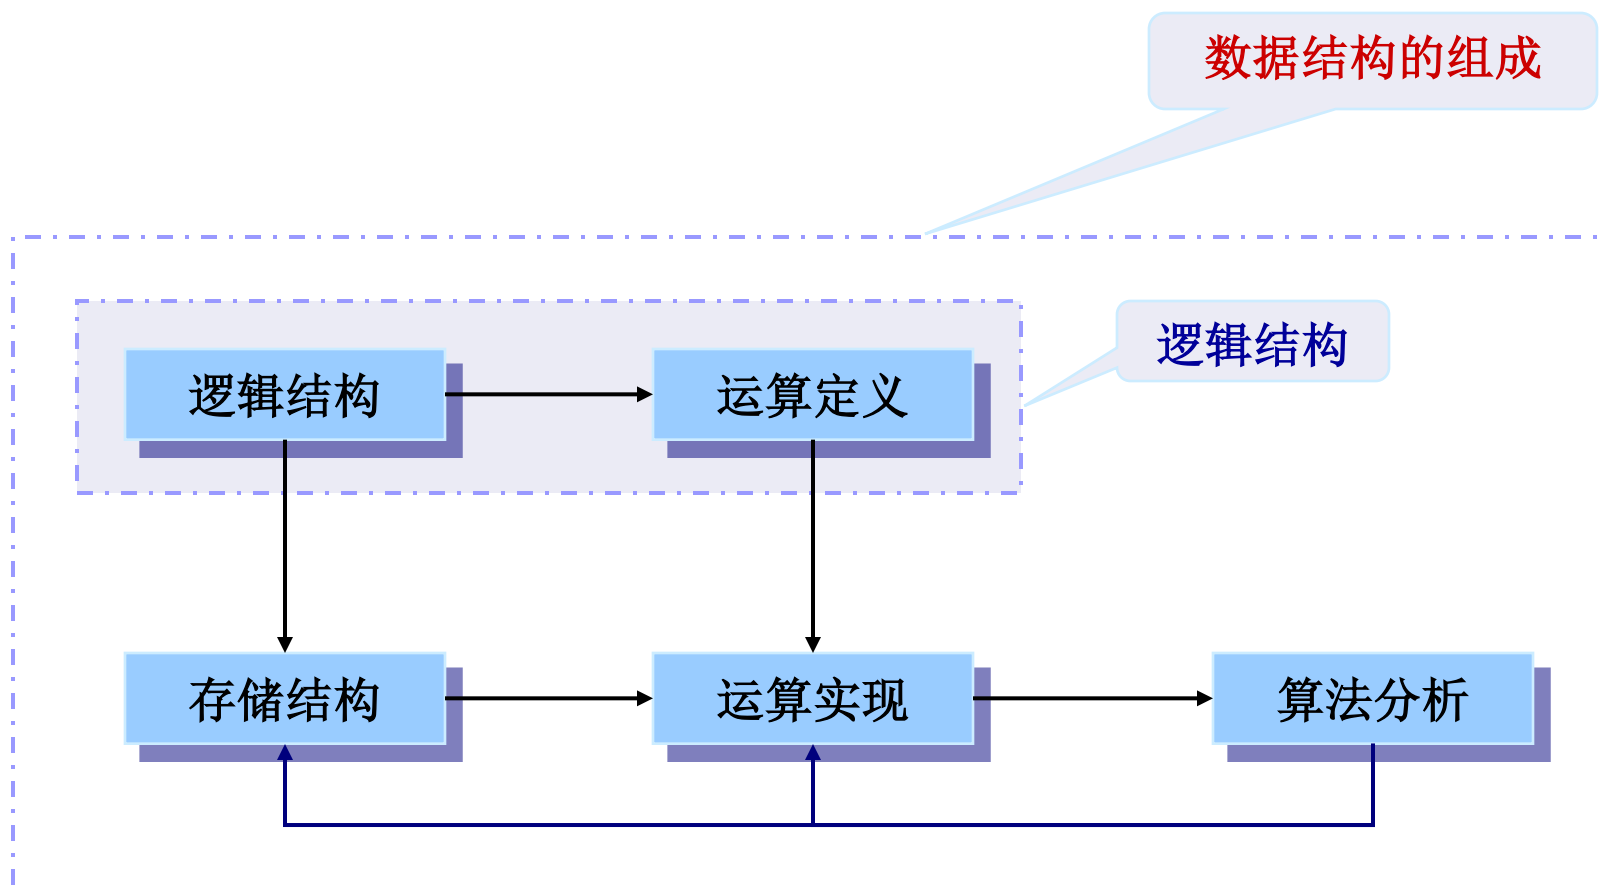 数据结构的组成
逻辑结构
逻辑结构
运算定义
存储结构
运算实现
算法分析